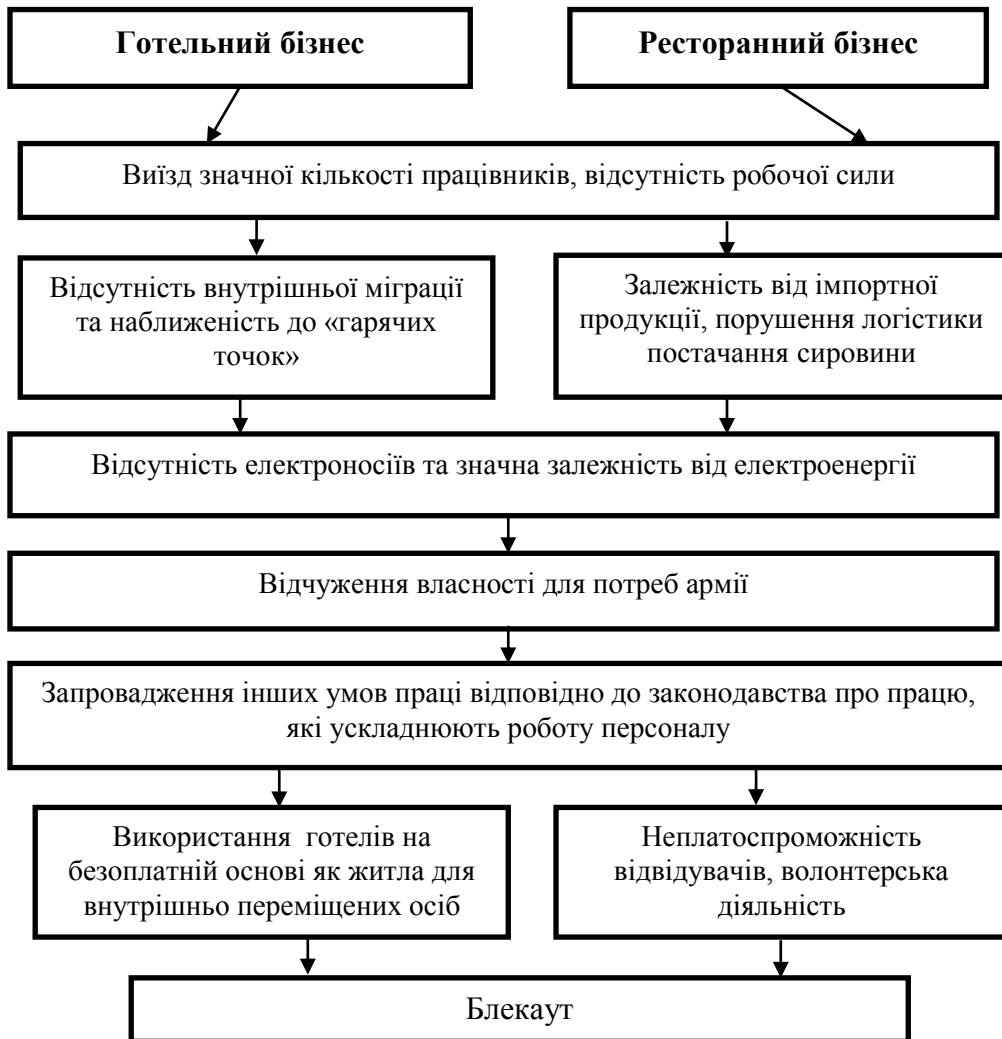 Готельний бізнес
Ресторанний бізнес
Виїзд значної кількості працівників, відсутність робочої сили
Відсутність внутрішньої міграції
та наближеність до «гарячих
точок»
Залежність від імпортної
продукції, порушення логістики
постачання сировини
Відсутність електроносіїв та значна залежність від електроенергії
Відчуження власності для потреб армії
Запровадження інших умов праці відповідно до законодавства про працю,
які ускладнюють роботу персоналу
Використання готелів на
безоплатній основі як житла для
внутрішньо переміщених осіб
Неплатоспроможність
відвідувачів, волонтерська
діяльність
Блекаут